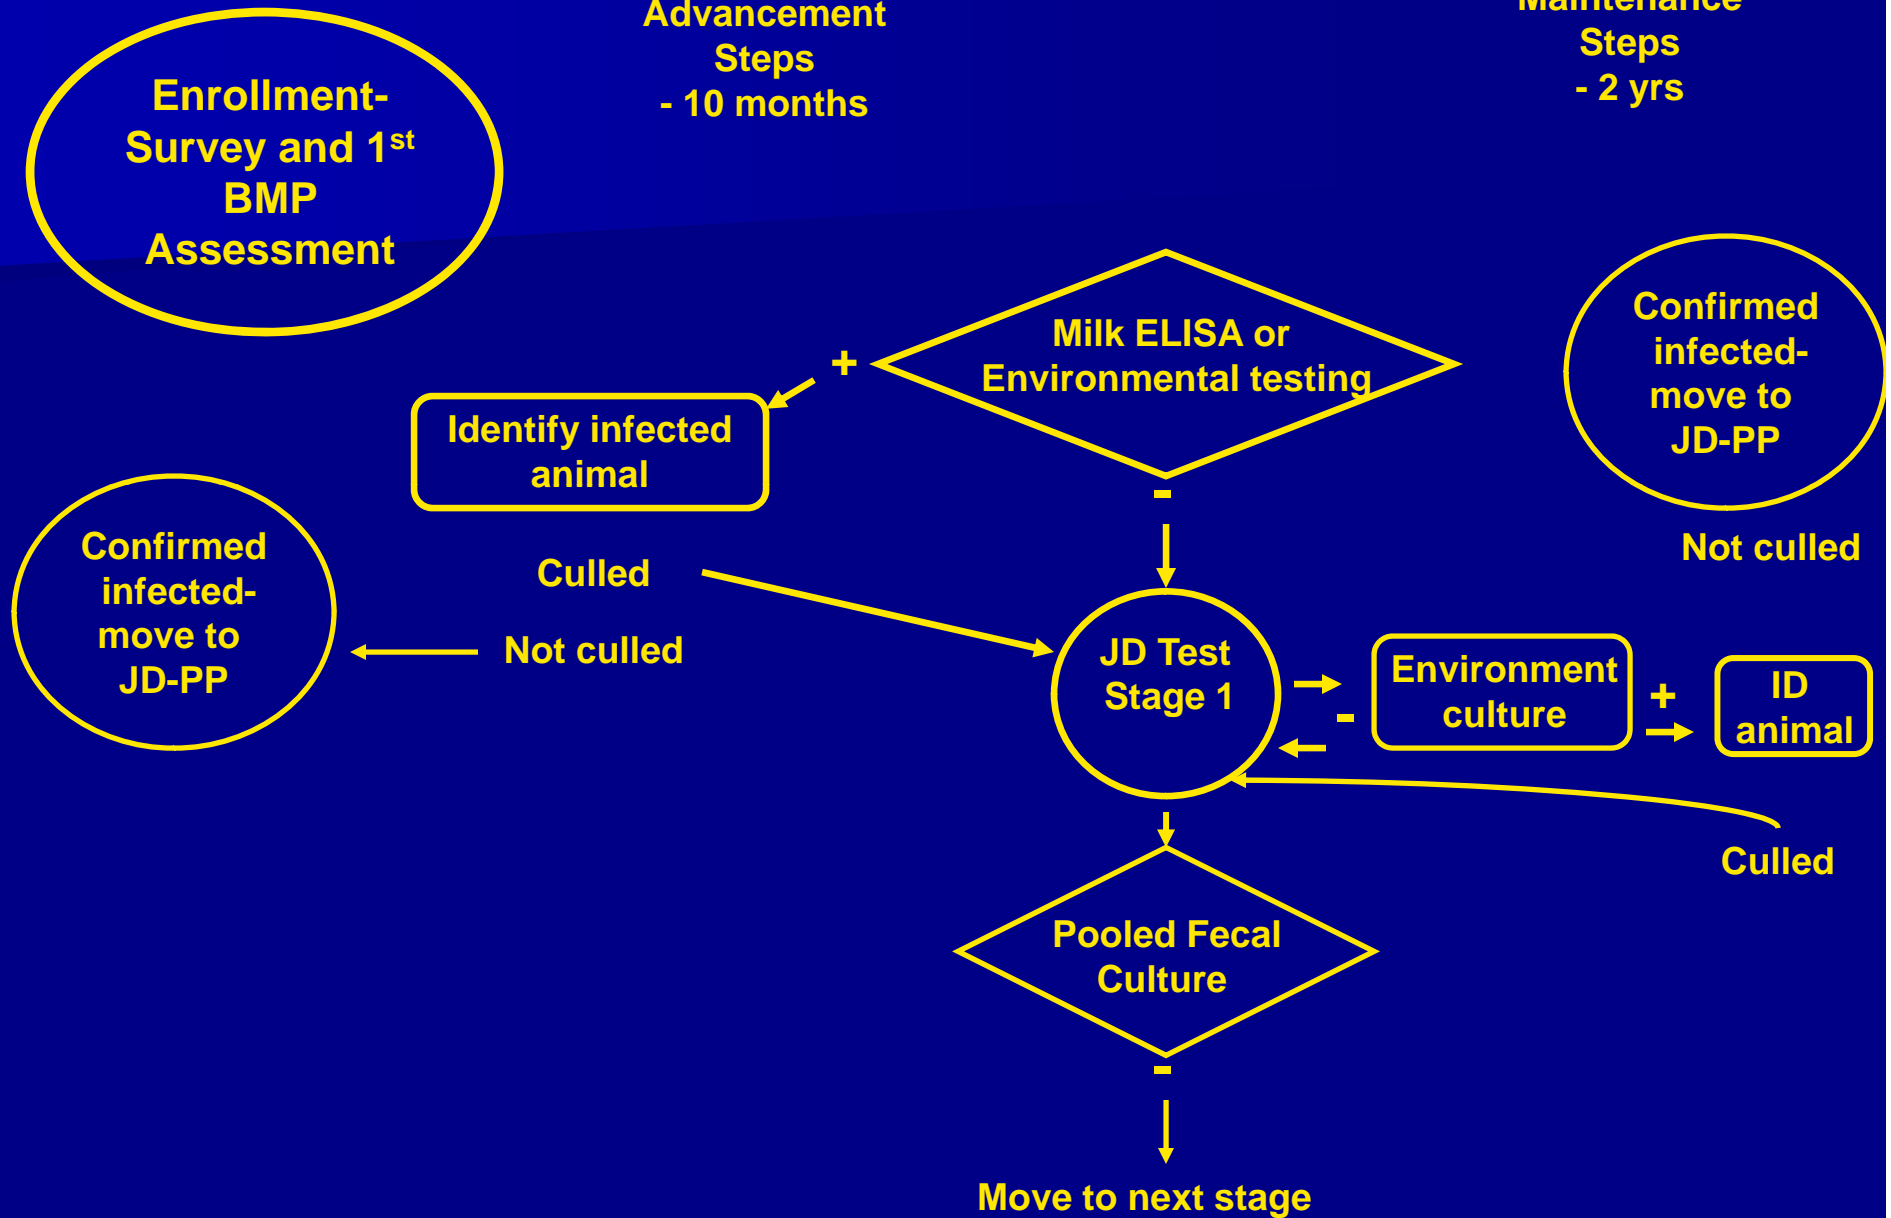 Advancement
Steps
- 10 months
Maintenance
Steps
- 2 yrs
Enrollment-
Survey and 1st
BMP
Assessment
Milk ELISA or
Environmental testing
+
-
Identify infected
animal
Confirmed
infected-
move to
JD-PP
Not culled
Culled
Not culled
Confirmed
infected-
move to
JD-PP
JD Test
Stage 1
-
Environment
culture
+
ID
animal
Culled
Pooled Fecal
Culture
-
Move to next stage